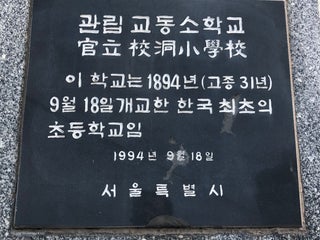 관립 교동소학교
官立 校洞小學校
이 학교는 1894년(고종 31년)
9월 18일 개교한 한국 최초의
초등학교임
1994年 9月 18일
서울특별시